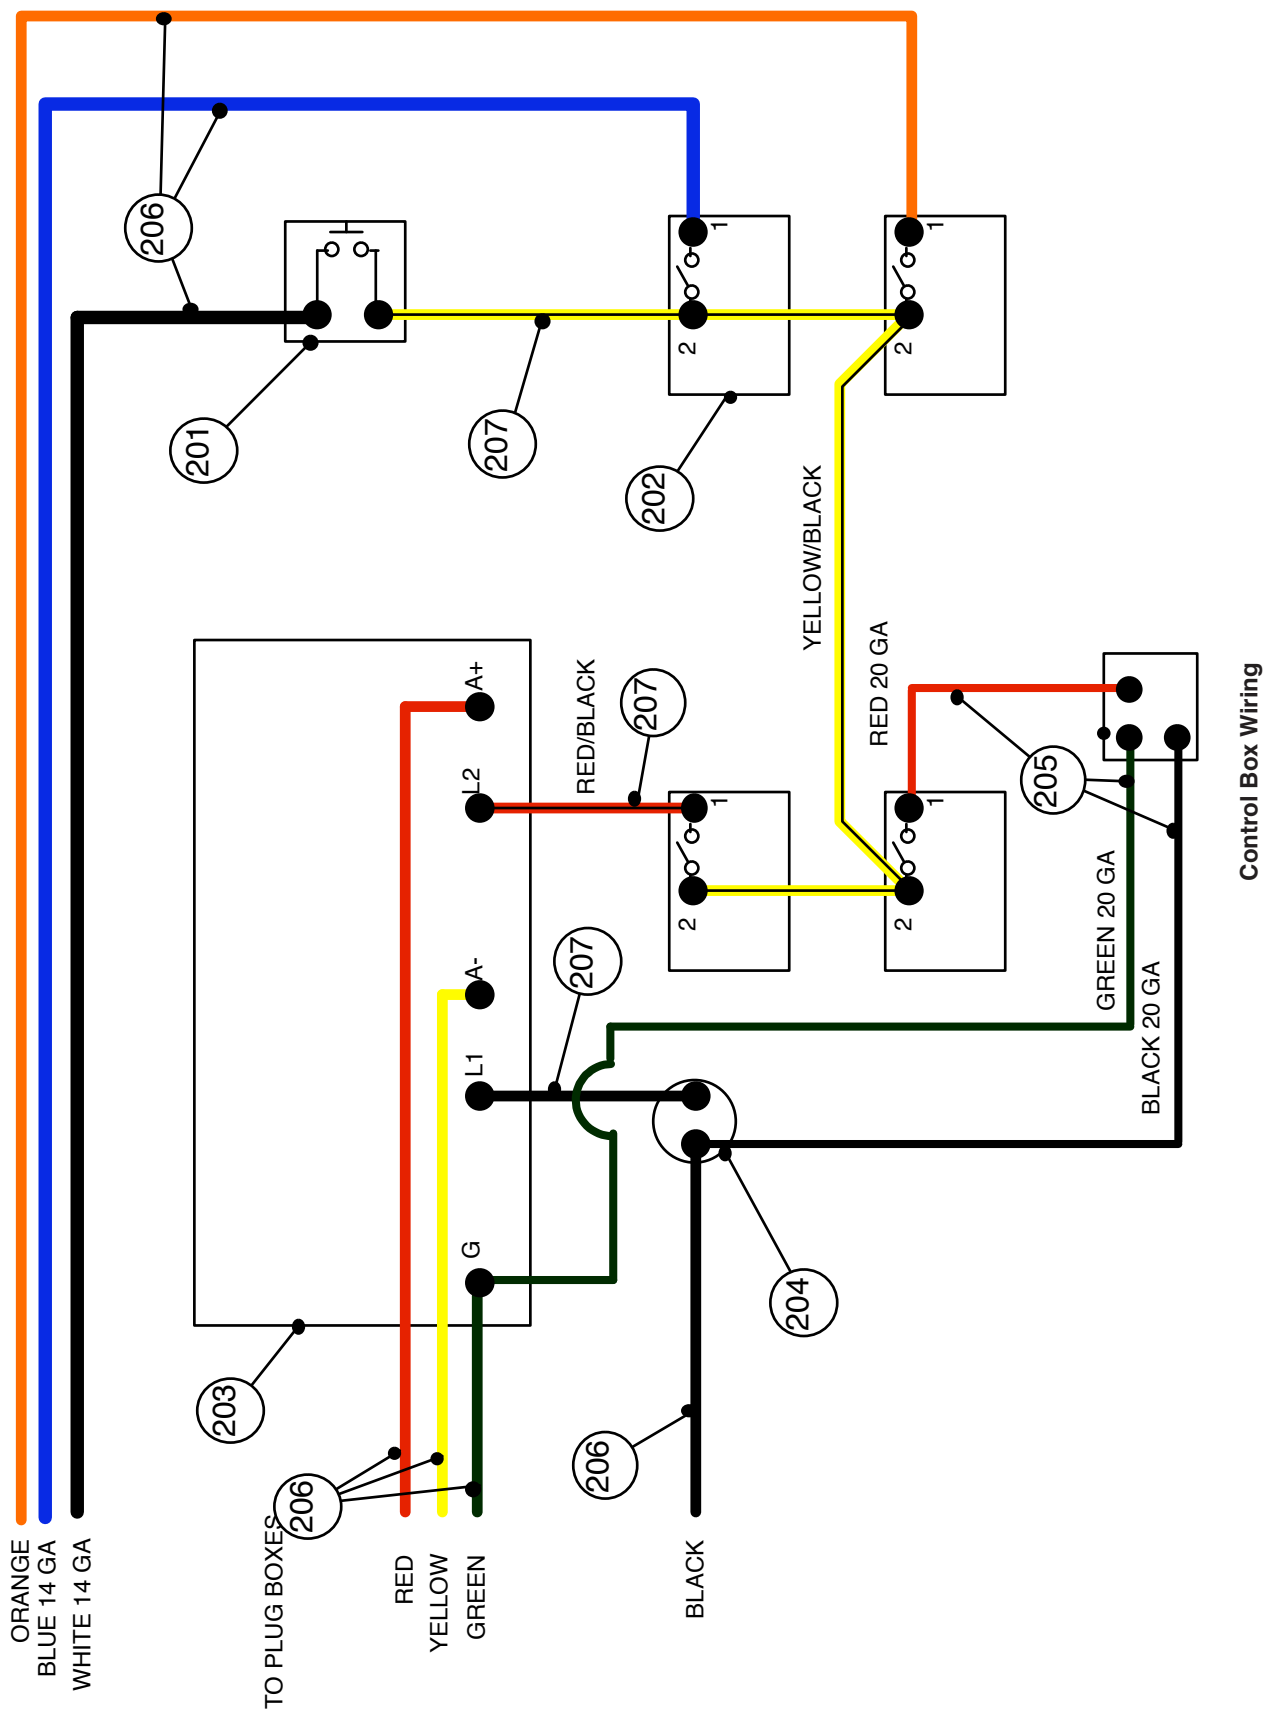 ORANGE
BLUE 14 GA
WHITE 14 GA
TO PLUG BOXES
RED
YELLOW
GREEN
BLACK
206
203
206
204
G
L1
A-
L2
A+
207
RED/BLACK
207
201
206
207
202
1
2
1
2
1
2
1
2
YELLOW/BLACK
RED 20 GA
205
GREEN 20 GA
BLACK 20 GA
Control Box Wiring